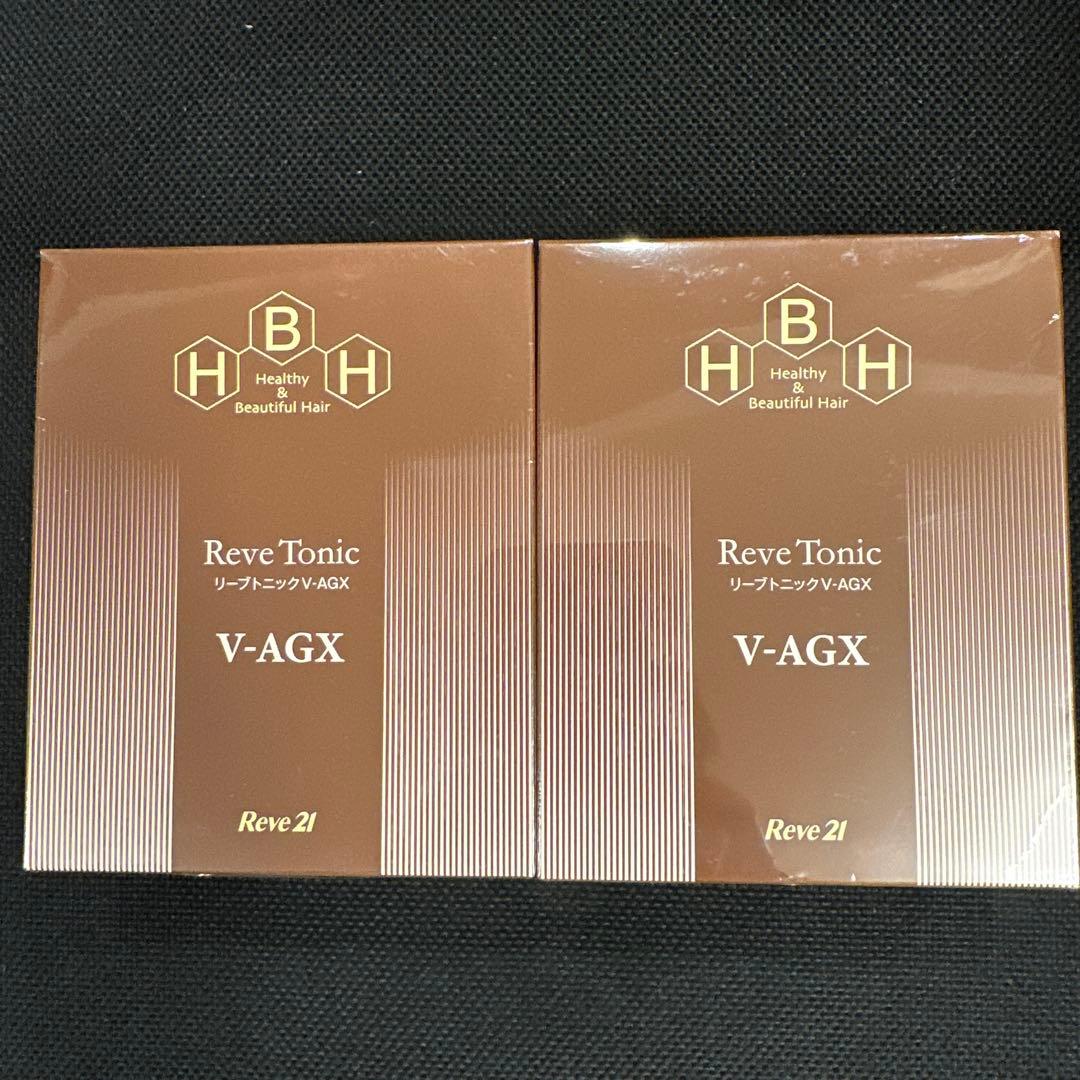 B
H H
Healthy
&
Beautiful Hair
Reve Tonic
リーブトニックV-AGX
V-AGX
Reve21
B
H H
Healthy
&
Beautiful Hair
Reve Tonic
リーブトニックV-AGX
V-AGX
Reve21